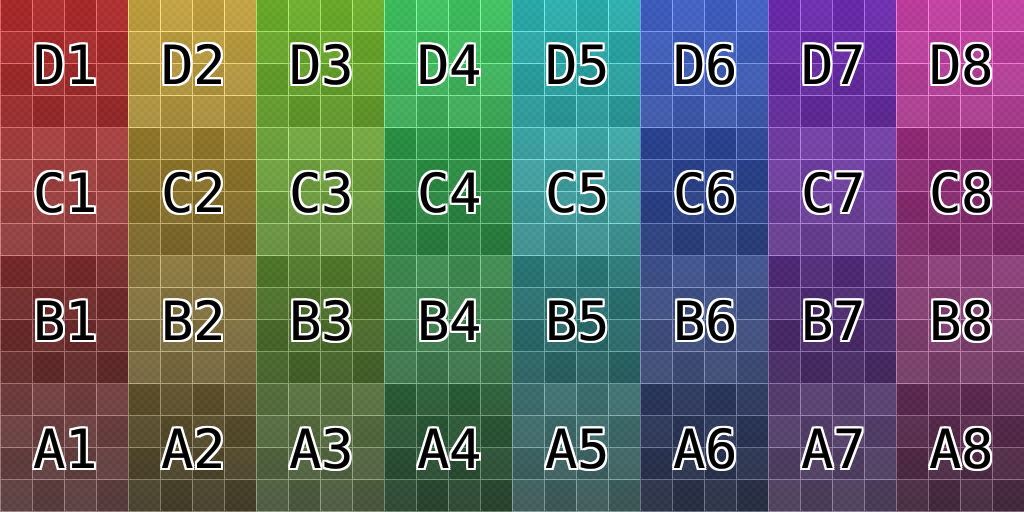 D1 D2 D3 D4 D5 D6 D7 D8
C1 C2 C3 C4 C5 C6 C7 C8
B1 B2 B3 B4 B5 B6 B7 B8
A1 A2 A3 A4 A5 A6 A7 A8